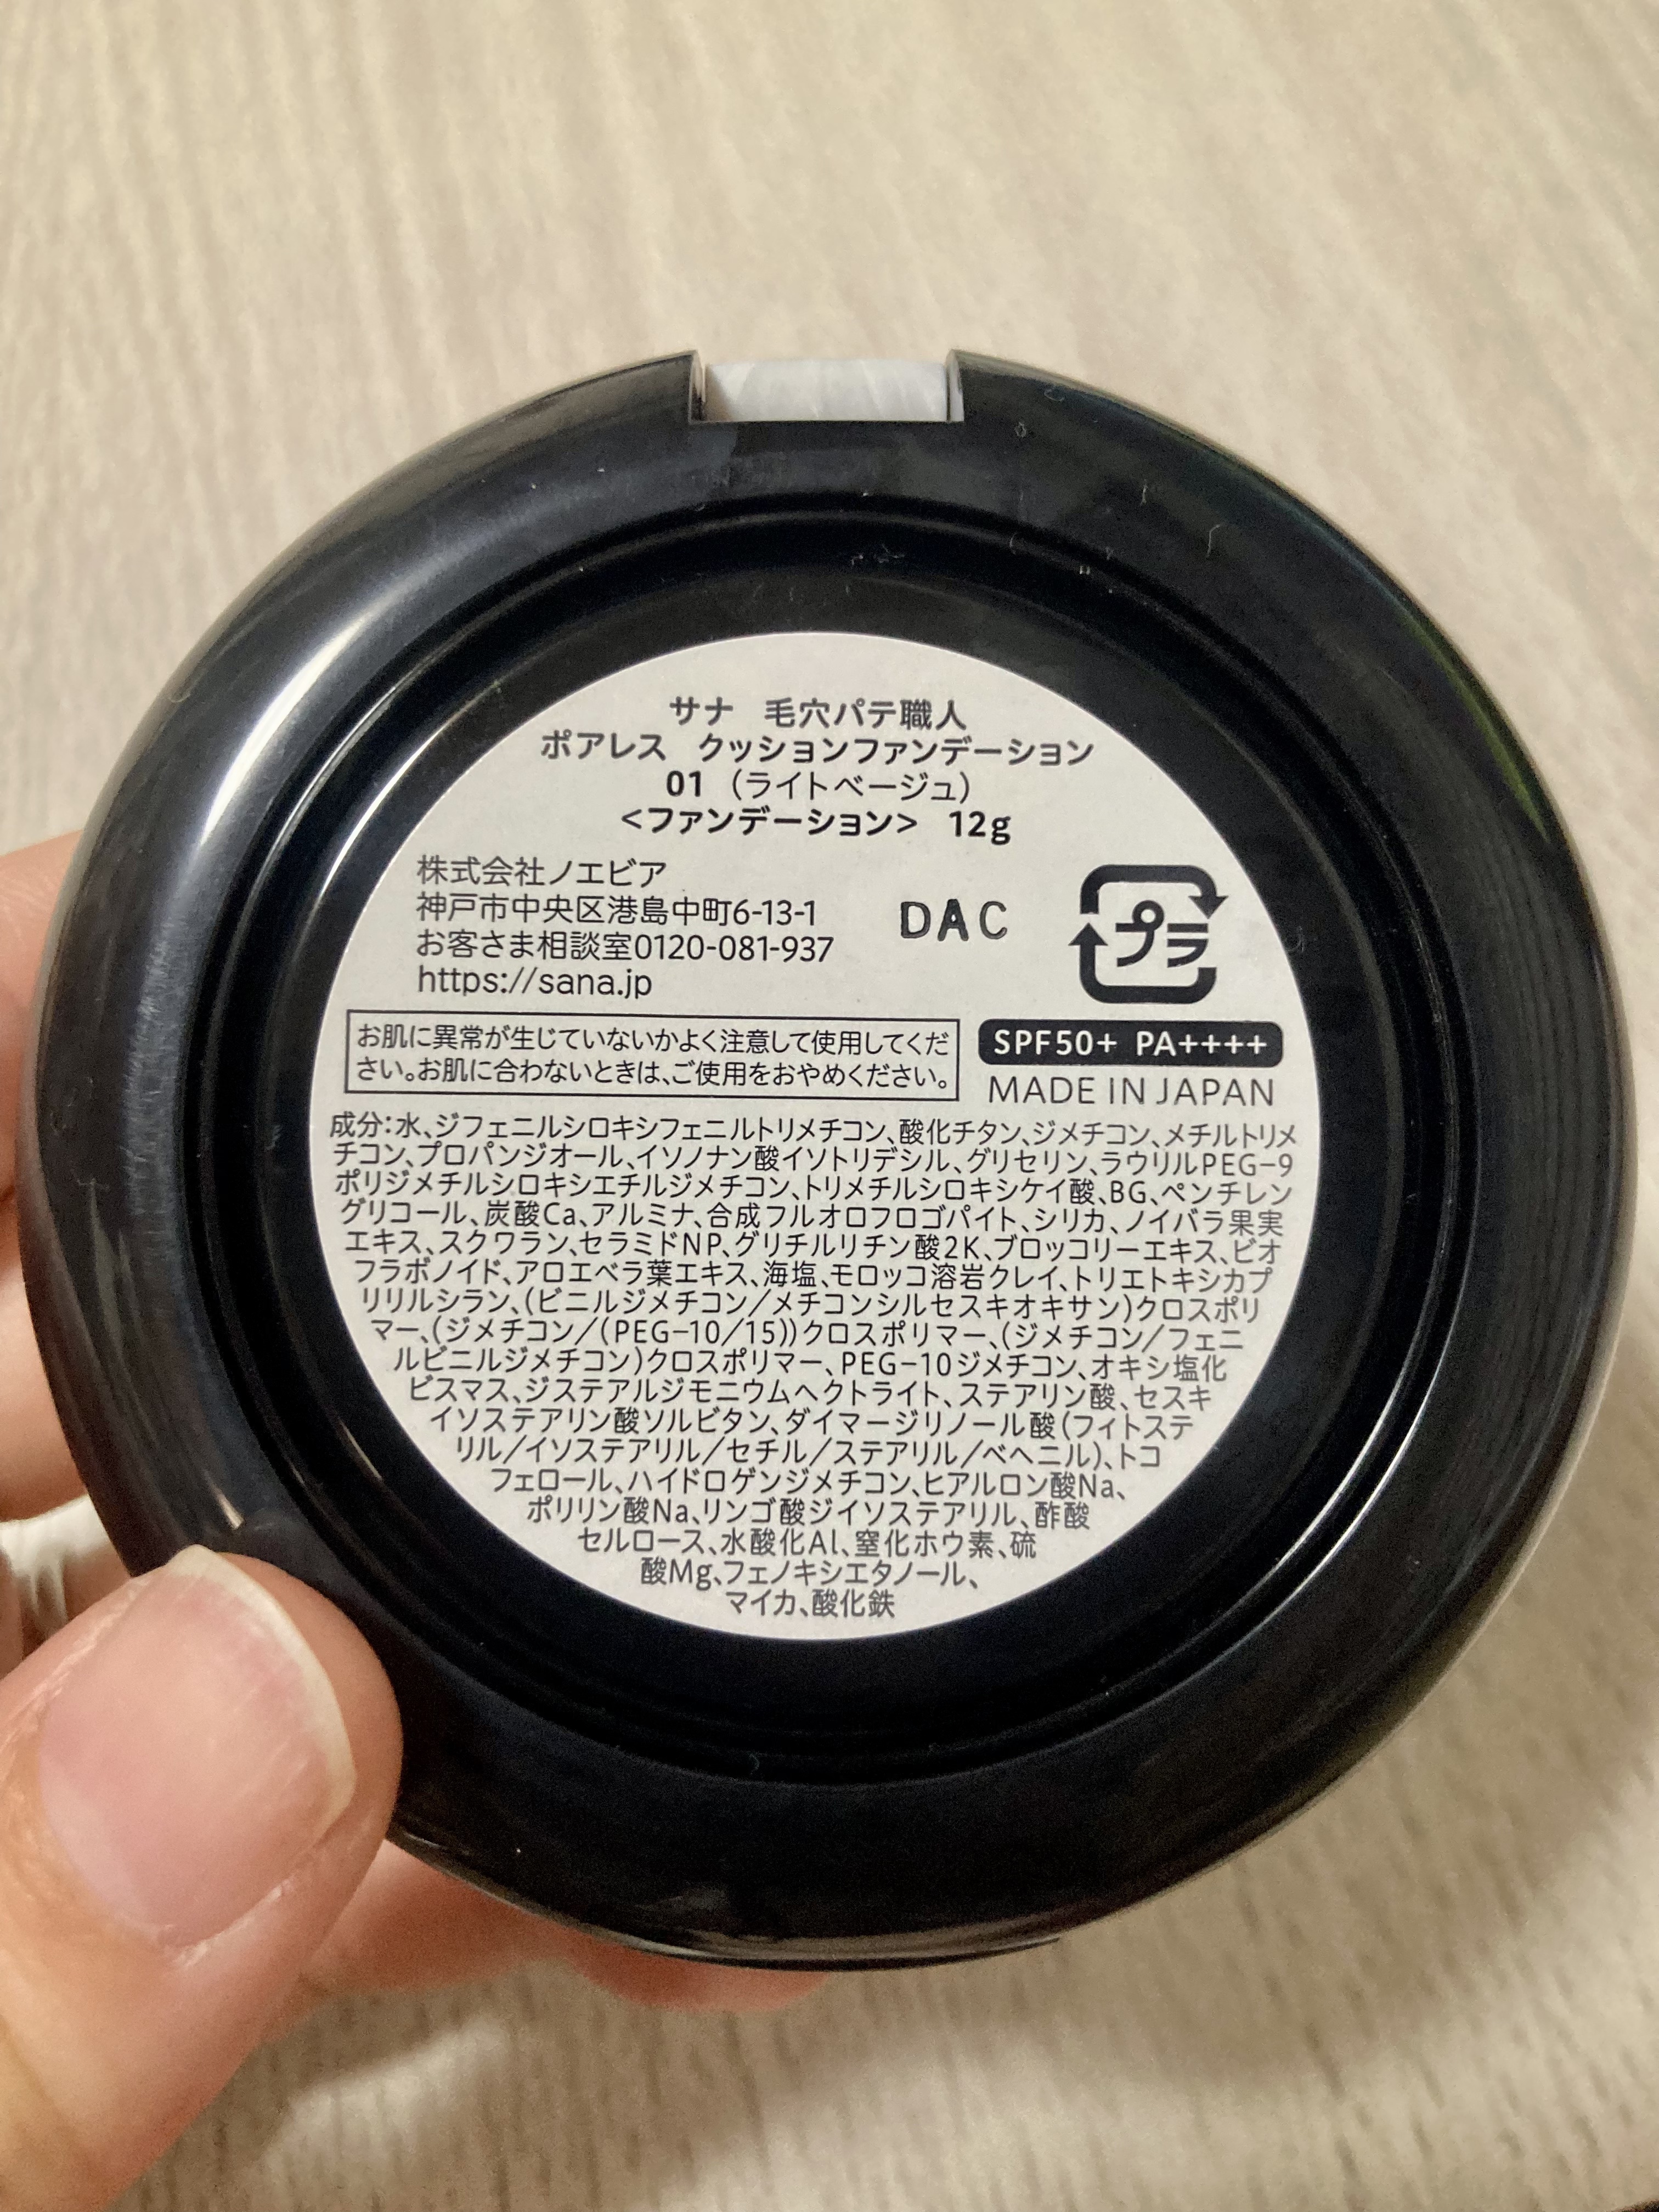 サナ 毛穴パテ職人
ポアレス クッションファンデーション
01（ライトベージュ）
<ファンデーション> 12g
株式会社ノエビア
神戸市中央区港島中町6-13-1
お客さま相談室0120-081-937
https://sana.jp
DAC
プラ
お肌に異常が生じていないかよく注意して使用してくだ
さい。お肌に合わないときは、ご使用をおやめください。
SPF50+ PA++++
MADE IN JAPAN
成分:水、ジフェニルシロキシフェニルトリメチコン、酸化チタン、ジメチコン、メチルトリメ
チコン、プロパンジオール、イソノナン酸イソトリデシル、グリセリン、ラウリルPEG-9
ポリジメチルシロキシエチルジメチコン、トリメチルシロキシケイ酸、BG、ペンチレン
グリコール、炭酸Ca、アルミナ、合成フルオロフロゴパイト、シリカ、ノイバラ果実
エキス、スクワラン、セラミドNP、グリチルリチン酸2K、ブロッコリーエキス、ビオ
フラボノイド、アロエベラ葉エキス、海塩、モロッコ溶岩クレイ、トリエトキシカプ
リリルシラン、(ビニルジメチコン/メチコンシルセスキオキサン)クロスポリ
マー、(ジメチコン/(PEG-10/15))クロスポリマー、(ジメチコン/フェニ
ルビニルジメチコン)クロスポリマー、PEG-10ジメチコン、オキシ塩化
ビスマス、ジステアルジモニウムヘクトライト、ステアリン酸、セスキ
イソステアリン酸ソルビタン、ダイマージリノール酸(フィトステ
リル/イソステアリル/セチル/ステアリル/ベヘニル)、トコ
フェロール、ハイドロゲンジメチコン、ヒアルロン酸Na、
ポリリン酸Na、リンゴ酸ジイソステアリル、酢酸
セルロース、水酸化Al、窒化ホウ素、硫
酸Mg、フェノキシエタノール、
マイカ、酸化鉄